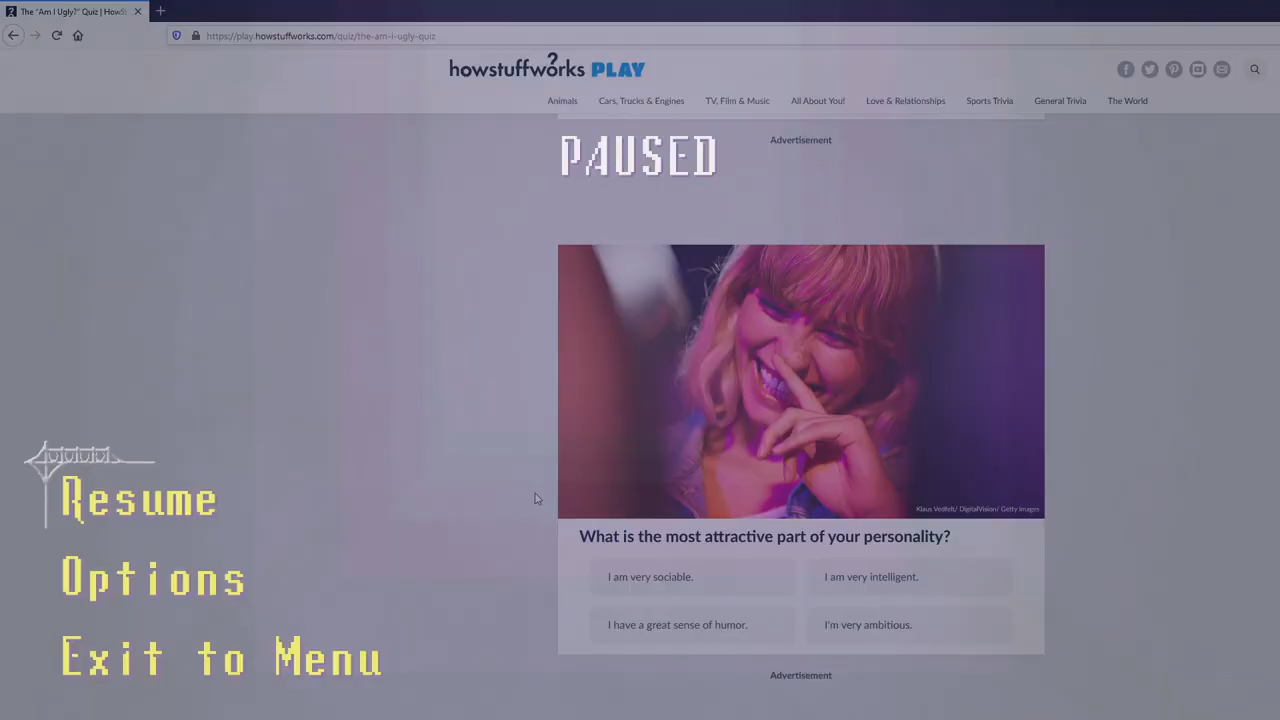 The "Am I Ugly?" Quiz | HowSt
https://play.howstuffworks.com/quiz/the-am-i-ugly-quiz
howstuffworks PLAY
Animals Cars, Trucks & Engines TV, Film & Music All About You! Love & Relationships Sports Trivia General Trivia The World
Advertisement
PAUSED
Klaus Vedfelt/ DigitalVision/ Getty Images
What is the most attractive part of your personality?
I am very sociable. I am very intelligent.
I have a great sense of humor. I'm very ambitious.
Advertisement
Resume
Options
Exit to Menu